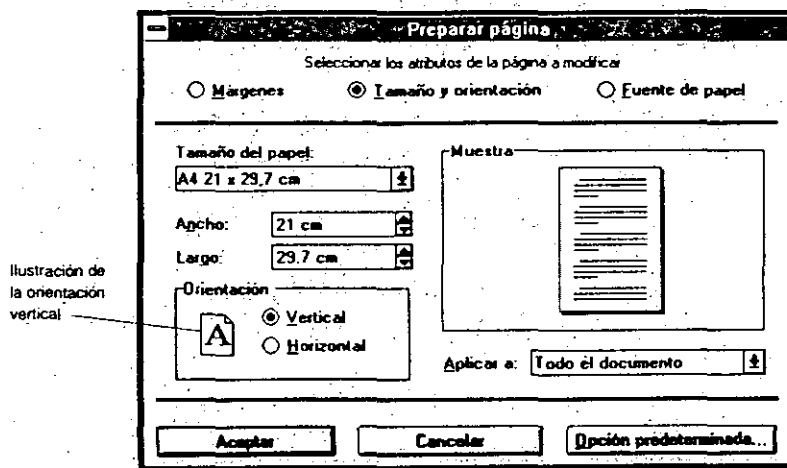 Preparar página
Seleccionar los atributos de la página a modificar
Márgenes
Tamaño y orientación
Fuente de papel
Tamaño del papel:
A4 21 x 29,7 cm
Muestra
Ancho: 21 cm
Largo: 29.7 cm
Ilustración de
la orientación
vertical
Orientación
A
Vertical
Horizontal
Aplicar a: Todo el documento
Aceptar
Cancelar
Opción predeterminada...